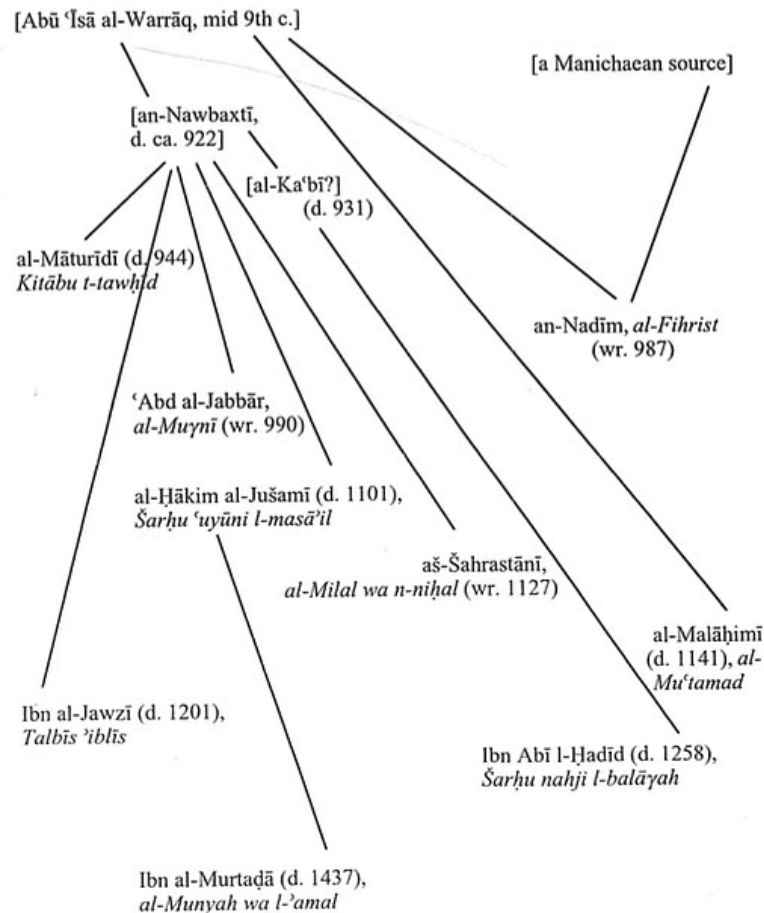 [Abū ʿĪsā al-Warrāq, mid 9th c.]
[a Manichaean source]
[an-Nawbaxtī,
d. ca. 922]
[al-Kaʿbī?]
(d. 931)
al-Māturīdī (d. 944)
Kitābu t-tawḥīd
an-Nadīm, al-Fihrist
(wr. 987)
ʿAbd al-Jabbār,
al-Muγnī (wr. 990)
al-Ḥākim al-Jušamī (d. 1101),
Šarḥu ʿuyūni l-masāʾil
aš-Šahrastānī,
al-Milal wa n-niḥal (wr. 1127)
al-Malāḥimī
(d. 1141), al-
Muʿtamad
Ibn al-Jawzī (d. 1201),
Talbīs ʾiblīs
Ibn Abī l-Ḥadīd (d. 1258),
Šarḥu nahji l-balāγah
Ibn al-Murtaḍā (d. 1437),
al-Munyah wa l-ʾamal